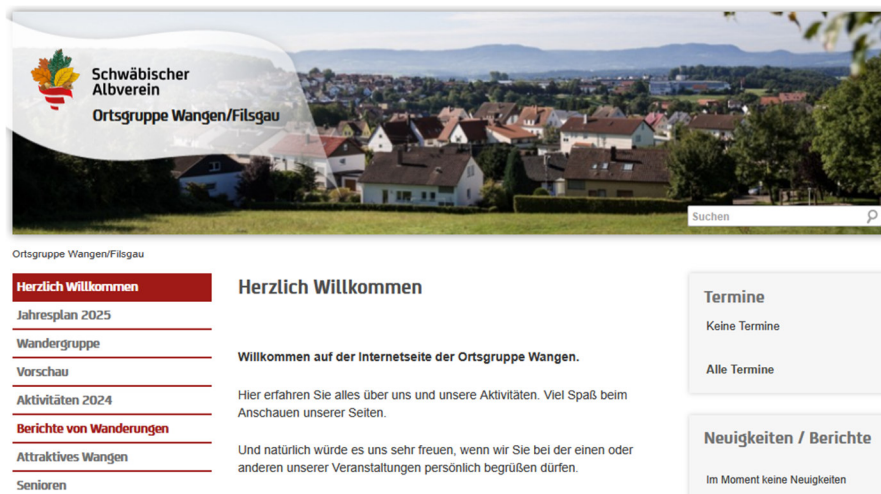 Schwäbischer
Albverein
Ortsgruppe Wangen/Filsgau
Suchen
Ortsgruppe Wangen/Filsgau
Herzlich Willkommen
Jahresplan 2025
Wandergruppe
Vorschau
Aktivitäten 2024
Berichte von Wanderungen
Attraktives Wangen
Senioren
Herzlich Willkommen
Willkommen auf der Internetseite der Ortsgruppe Wangen.
Hier erfahren Sie alles über uns und unsere Aktivitäten. Viel Spaß beim
Anschauen unserer Seiten.
Und natürlich würde es uns sehr freuen, wenn wir Sie bei der einen oder
anderen unserer Veranstaltungen persönlich begrüßen dürfen.
Termine
Keine Termine
Alle Termine
Neuigkeiten / Berichte
Im Moment keine Neuigkeiten